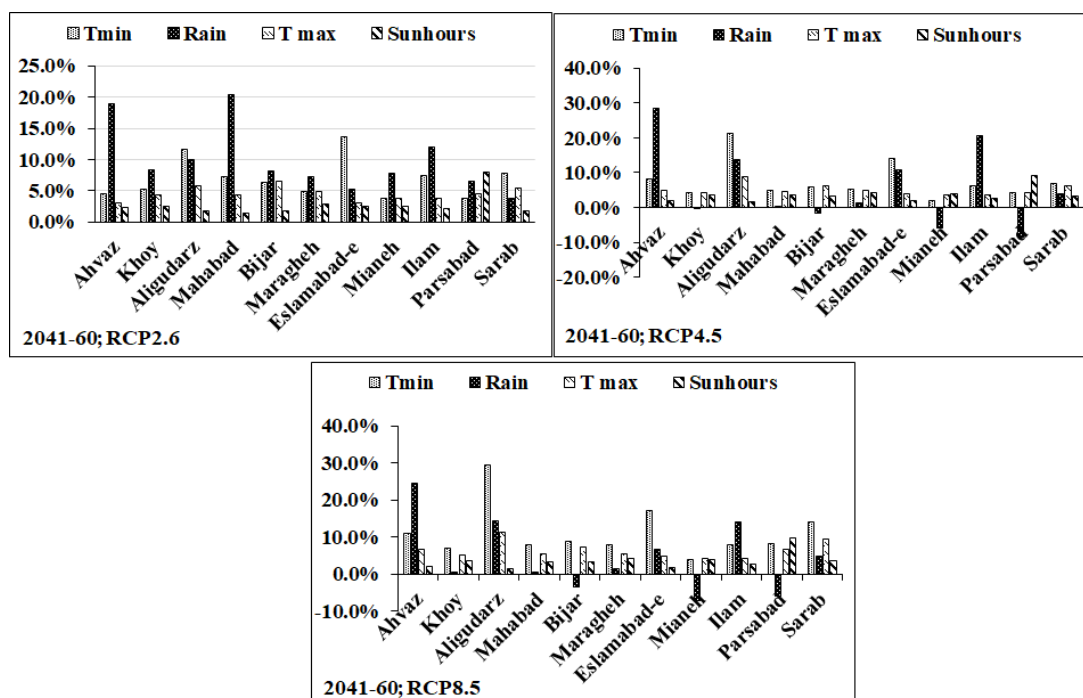 Tmin Rain T max Sunhours
25.0%
20.0%
15.0%
10.0%
5.0%
0.0%
Ahvaz
Khoy
Aligudarz
Mahabad
Bijar
Maragheh
Eslamabad-e
Mianeh
Ilam
Parsabad
Sarab
2041-60; RCP2.6
Tmin Rain T max Sunhours
40.0%
30.0%
20.0%
10.0%
0.0%
-10.0%
-20.0%
Ahvaz
Khoy
Aligudarz
Mahabad
Bijar
Maragheh
Eslamabad-e
Mianeh
Ilam
Parsabad
Sarab
2041-60; RCP4.5
Tmin Rain T max Sunhours
40.0%
30.0%
20.0%
10.0%
0.0%
-10.0%
Ahvaz
Khoy
Aligudarz
Mahabad
Bijar
Maragheh
Eslamabad-e
Mianeh
Ilam
Parsabad
Sarab
2041-60; RCP8.5